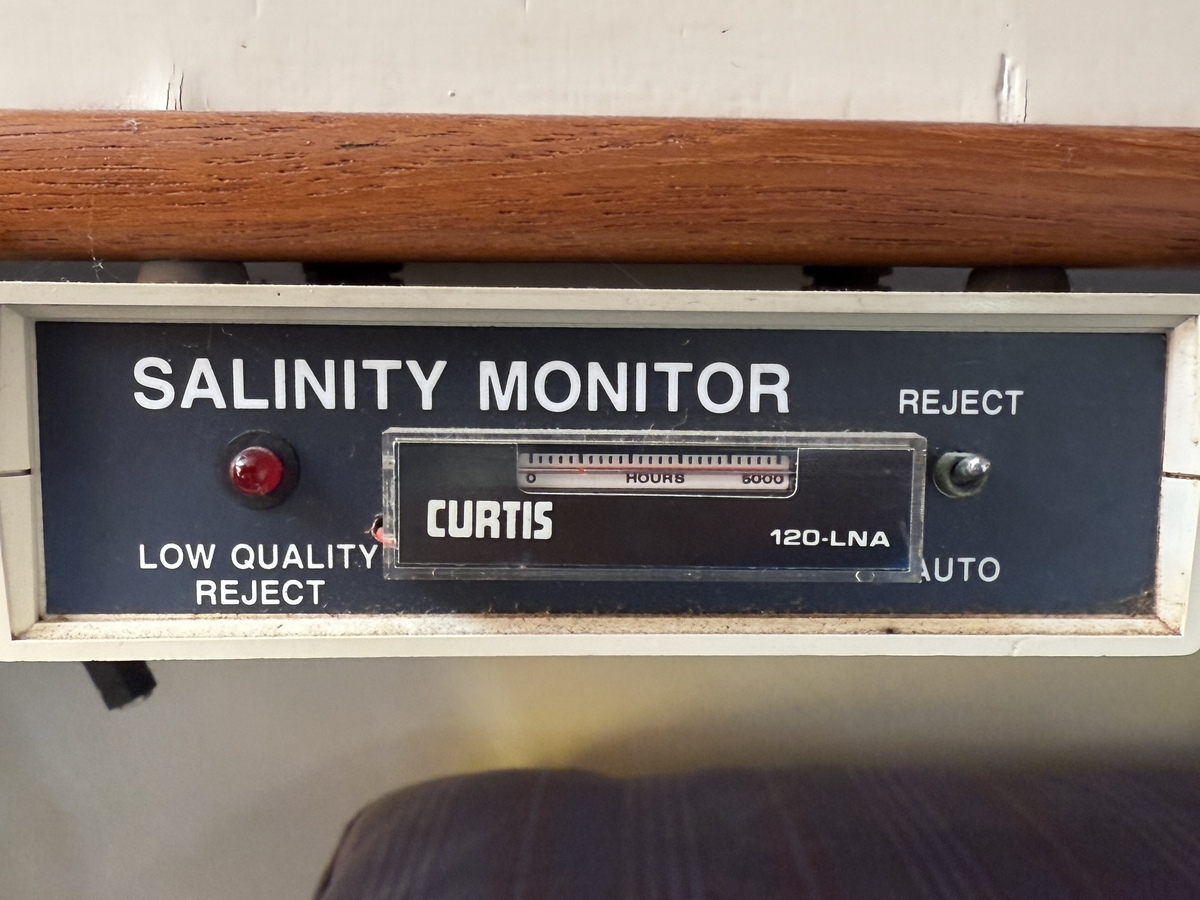 SALINITY MONITOR
REJECT
0 HOURS 5000
CURTIS
120-LNA
LOW QUALITY
REJECT
AUTO